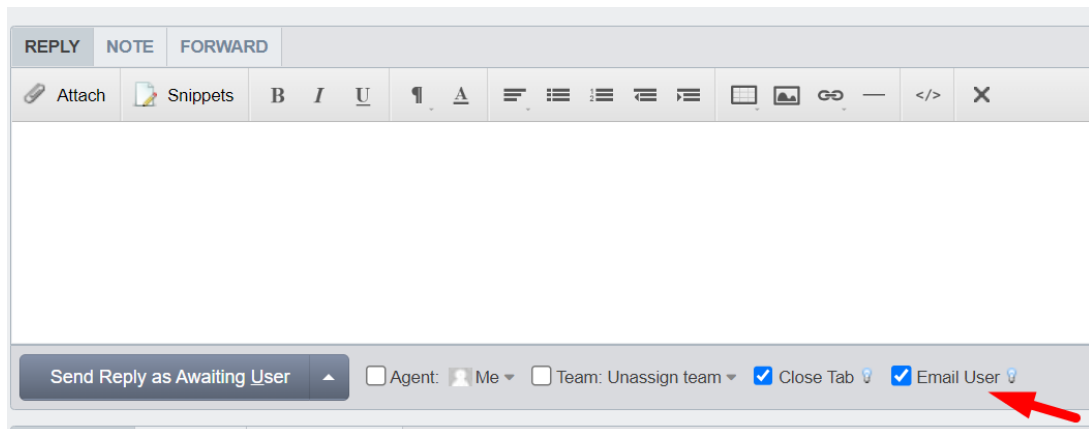 REPLY NOTE FORWARD
Attach Snippets B I U ¶ A </>
Send Reply as Awaiting User Agent: Me Team: Unassign team Close Tab Email User